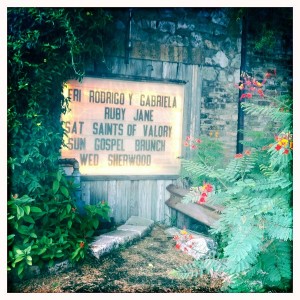 FRI RODRIGO Y GABRIELA
RUBY JANE
SAT SAINTS OF VALORY
SUN GOSPEL BRUNCH
WED SHERWOOD